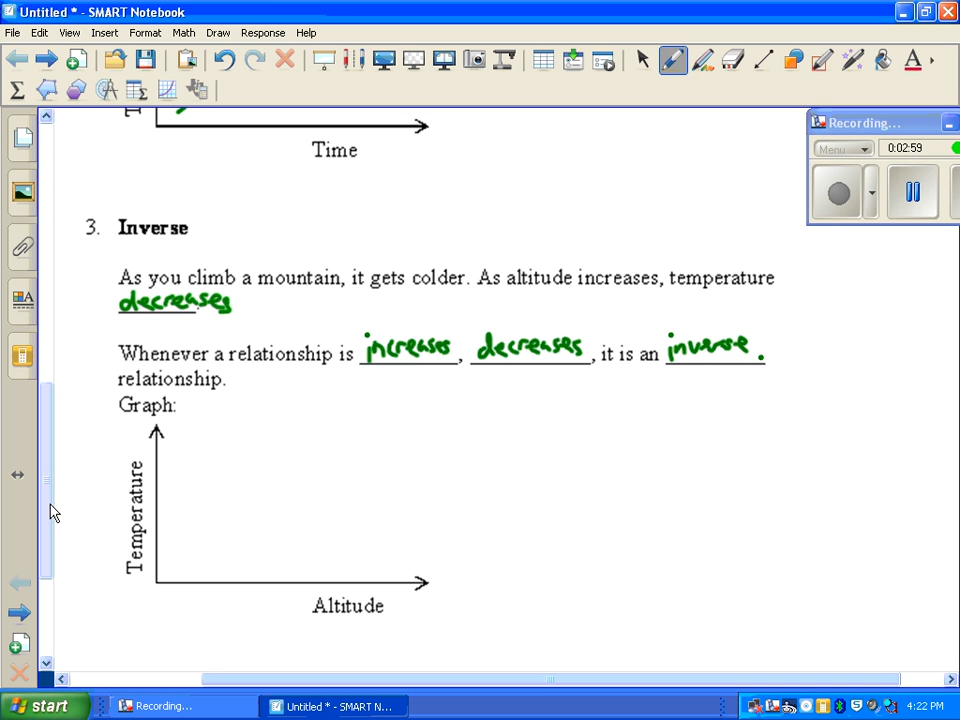 Untitled * - SMART Notebook
File Edit View Insert Format Math Draw Response Help
Recording...
Menu
0:02:59
Time
3. Inverse
As you climb a mountain, it gets colder. As altitude increases, temperature
decreases.
Whenever a relationship is increases, decreases, it is an inverse.
relationship.
Graph:
Temperature
Altitude
start
Recording...
Untitled * - SMART N...
4:22 PM